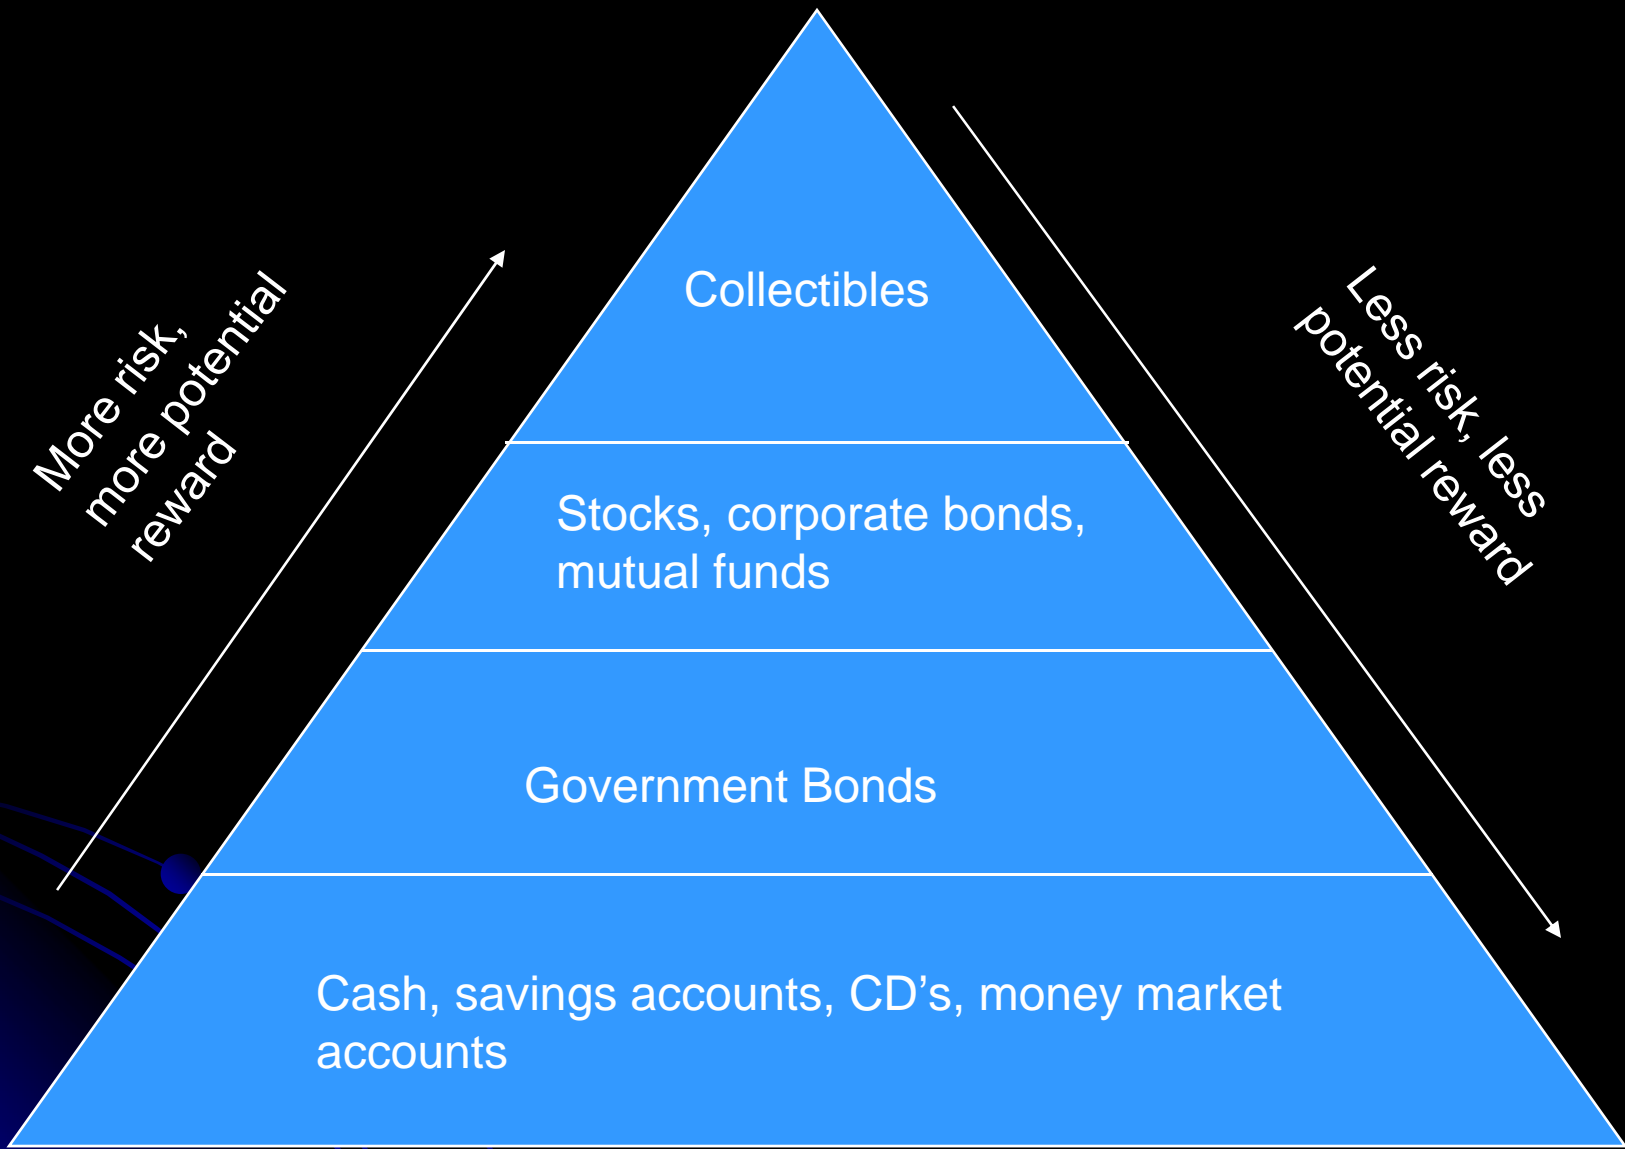 Collectibles
More risk,
more potential
reward
Less risk, less
potential reward
Stocks, corporate bonds,
mutual funds
Government Bonds
Cash, savings accounts, CD’s, money market
accounts